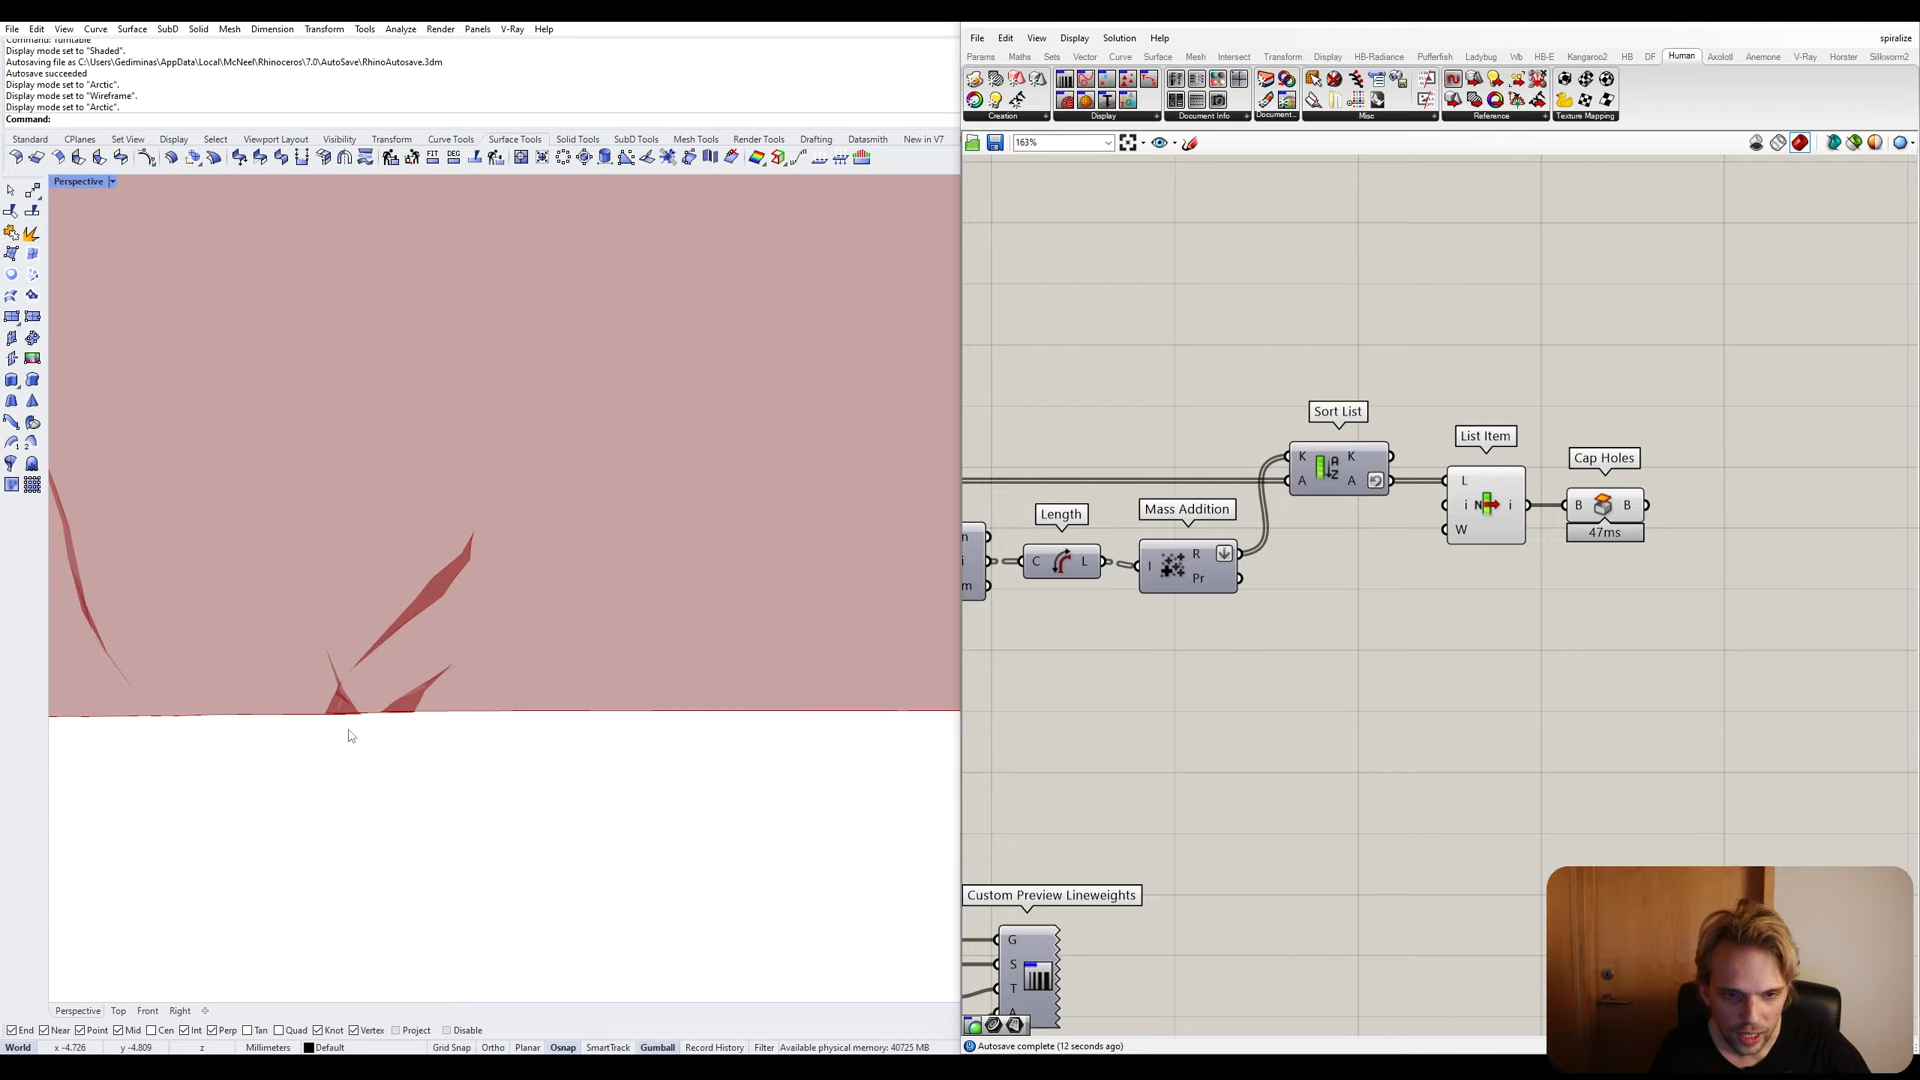 File Edit View Curve Surface SubD Solid Mesh Dimension Transform Tools Analyze Render Panels V-Ray Help
Display mode set to "Shaded".
Autosaving file as C:\Users\Gediminas\AppData\Local\McNeel\Rhinoceros\7.0\AutoSave\RhinoAutosave.3dm
Autosave succeeded
Display mode set to "Arctic".
Display mode set to "Wireframe".
Display mode set to "Arctic".
Command:
Standard CPlanes Set View Display Select Viewport Layout Visibility Transform Curve Tools Surface Tools Solid Tools SubD Tools Mesh Tools Render Tools Drafting Datasmith New in V7
Perspective
Perspective Top Front Right
End Near Point Mid Cen Int Perp Tan Quad Knot Vertex Project Disable
World x -4.726 y -4.809 z Millimeters Default Grid Snap Ortho Planar Osnap SmartTrack Gumball Record History Filter Available physical memory: 40725 MB
File Edit View Display Solution Help spiralize
Params Maths Sets Vector Curve Surface Mesh Intersect Transform Display HB-Radiance Pufferfish Ladybug Wb HB-E Kangaroo2 HB DF Human Axolotl Anemone V-Ray Horster Silkworm2
Creation Display Document Info Document... Misc Reference Texture Mapping
163%
Sort List
K K
A A
List Item
L
i i
W
Cap Holes
B B
47ms
Length
C L
Mass Addition
I R
Pr
n
i
m
Custom Preview Lineweights
G
S
T
Autosave complete (12 seconds ago)